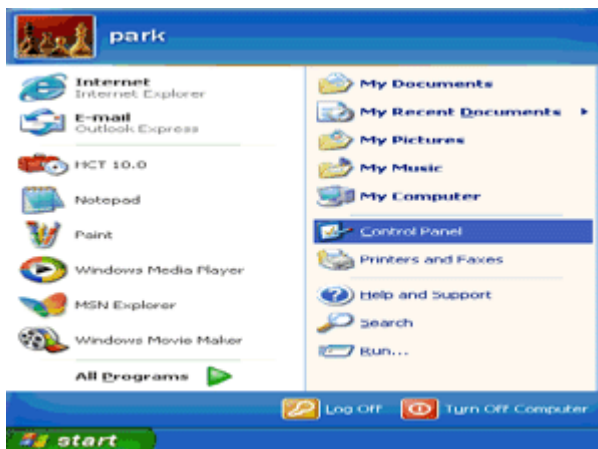 park
Internet
Internet Explorer
E-mail
Outlook Express
HCT 10.0
Notepad
Paint
Windows Media Player
MSN Explorer
Windows Movie Maker
All Programs
My Documents
My Recent Documents
My Pictures
My Music
My Computer
Control Panel
Printers and Faxes
Help and Support
Search
Run...
Log Off
Turn Off Computer
start